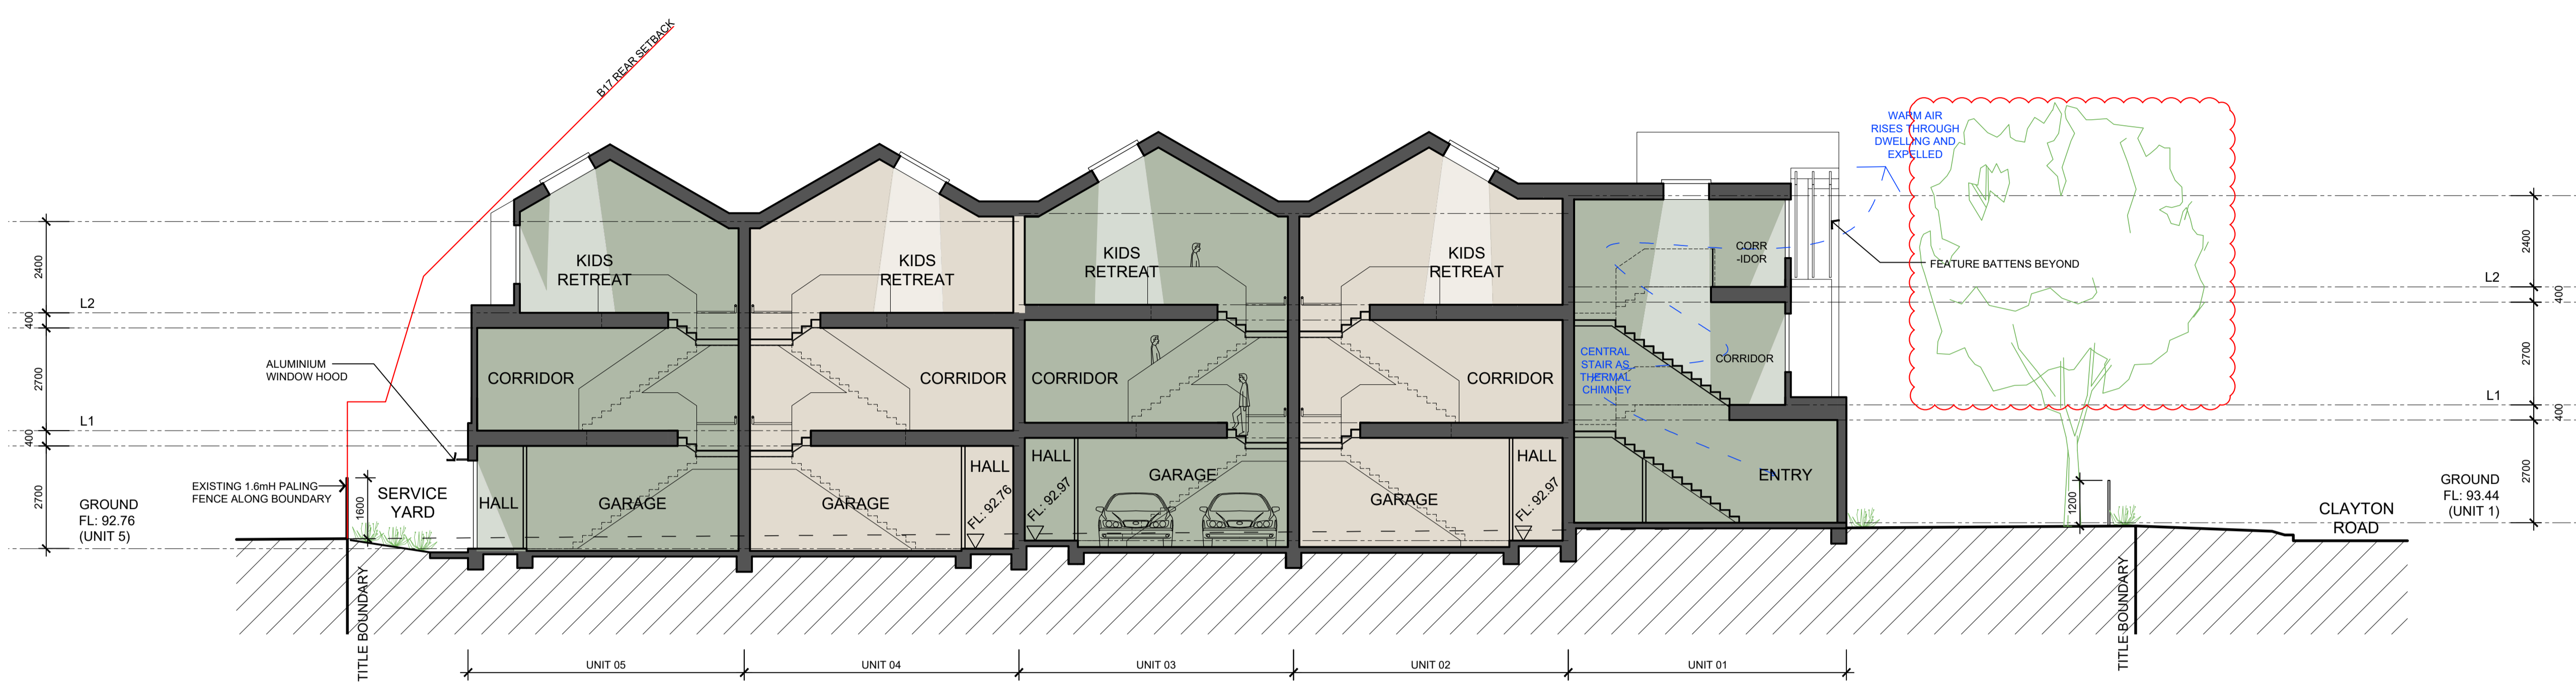 B17 REAR SETBACK
WARM AIR
RISES THROUGH
DWELLING AND
EXPELLED
KIDS
RETREAT
KIDS
RETREAT
KIDS
RETREAT
KIDS
RETREAT
CORR
-IDOR
FEATURE BATTENS BEYOND
2400
L2
400
2700
L1
400
2700
2400
L2
400
2700
L1
400
2700
ALUMINIUM
WINDOW HOOD
CORRIDOR
CORRIDOR
CORRIDOR
CORRIDOR
CENTRAL
STAIR AS
THERMAL
CHIMNEY
CORRIDOR
EXISTING 1.6mH PALING
FENCE ALONG BOUNDARY
GROUND
FL: 92.76
(UNIT 5)
1600
SERVICE
YARD
HALL
GARAGE
GARAGE
HALL
FL: 92.76
HALL
FL: 92.97
GARAGE
GARAGE
HALL
FL: 92.97
ENTRY
1200
CLAYTON
ROAD
GROUND
FL: 93.44
(UNIT 1)
TITLE BOUNDARY
TITLE BOUNDARY
UNIT 05
UNIT 04
UNIT 03
UNIT 02
UNIT 01